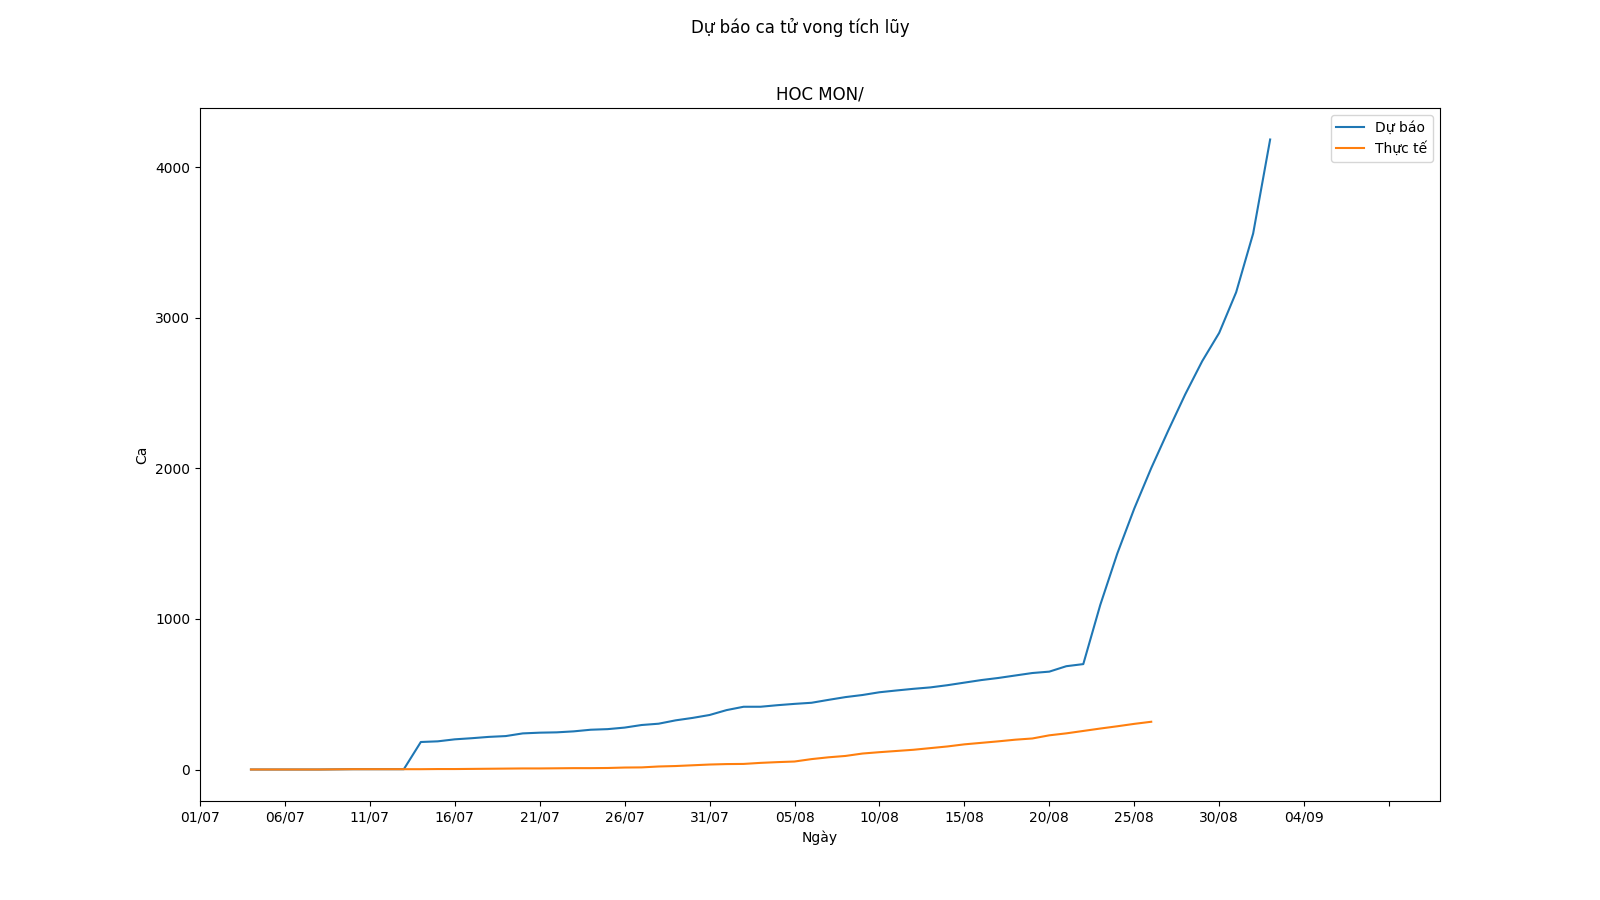 Dự báo ca tử vong tích lũy
HOC MON/
Dự báo
Thực tế
4000
3000
2000
1000
0
Ca
01/07 06/07 11/07 16/07 21/07 26/07 31/07 05/08 10/08 15/08 20/08 25/08 30/08 04/09
Ngày